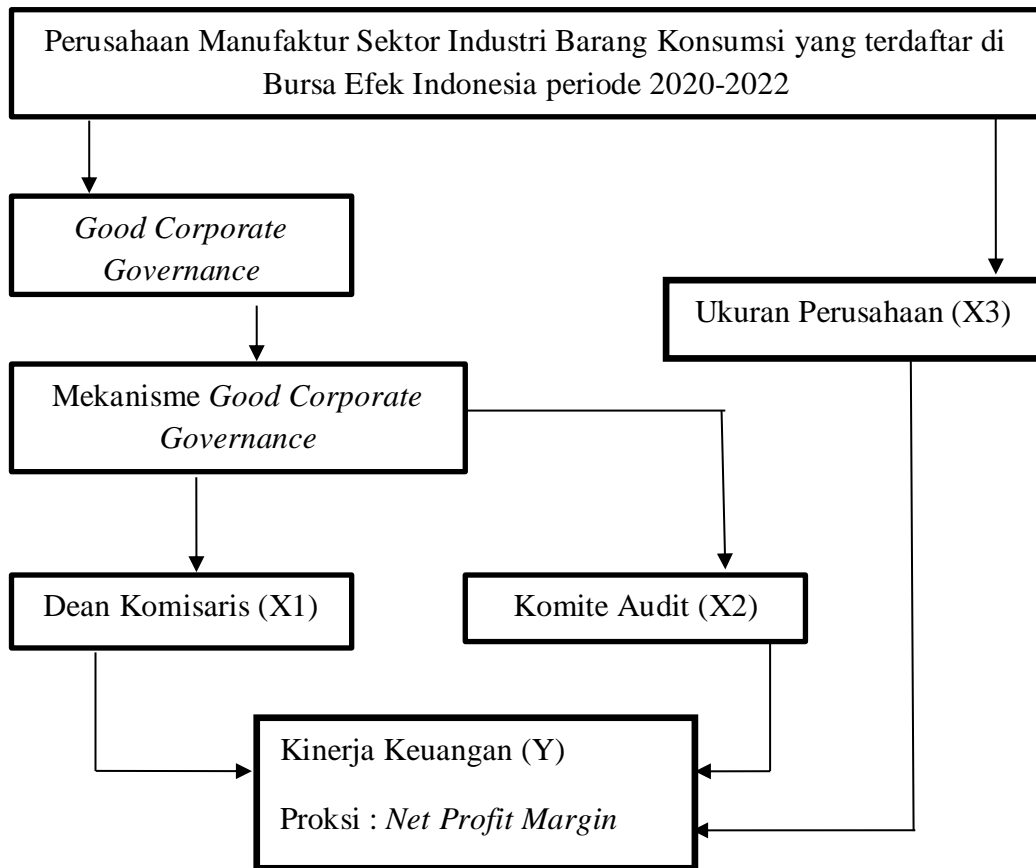 Perusahaan Manufaktur Sektor Industri Barang Konsumsi yang terdaftar di
Bursa Efek Indonesia periode 2020-2022
Good Corporate
Governance
Ukuran Perusahaan (X3)
Mekanisme Good Corporate
Governance
Dean Komisaris (X1)
Komite Audit (X2)
Kinerja Keuangan (Y)
Proksi : Net Profit Margin